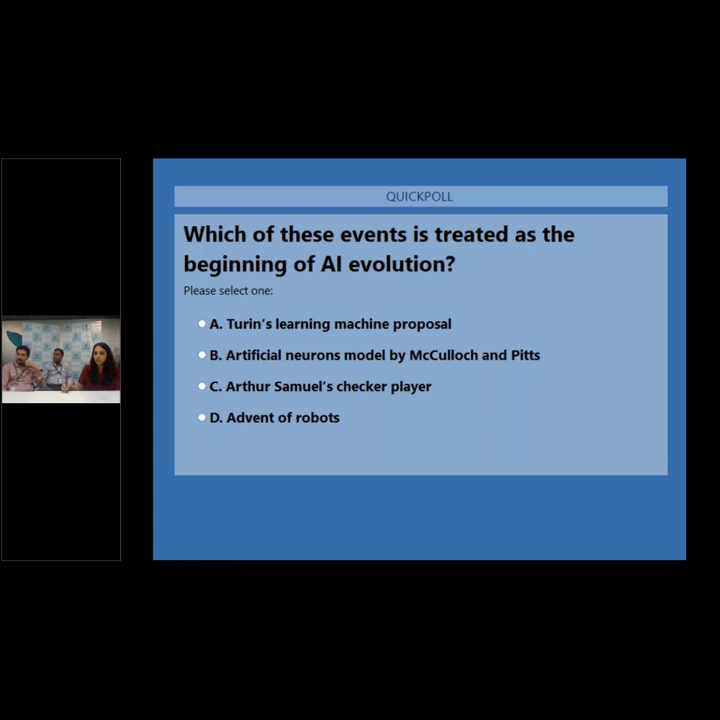 QUICKPOLL
Which of these events is treated as the
beginning of AI evolution?
Please select one:
A. Turin's learning machine proposal
B. Artificial neurons model by McCulloch and Pitts
C. Arthur Samuel's checker player
D. Advent of robots